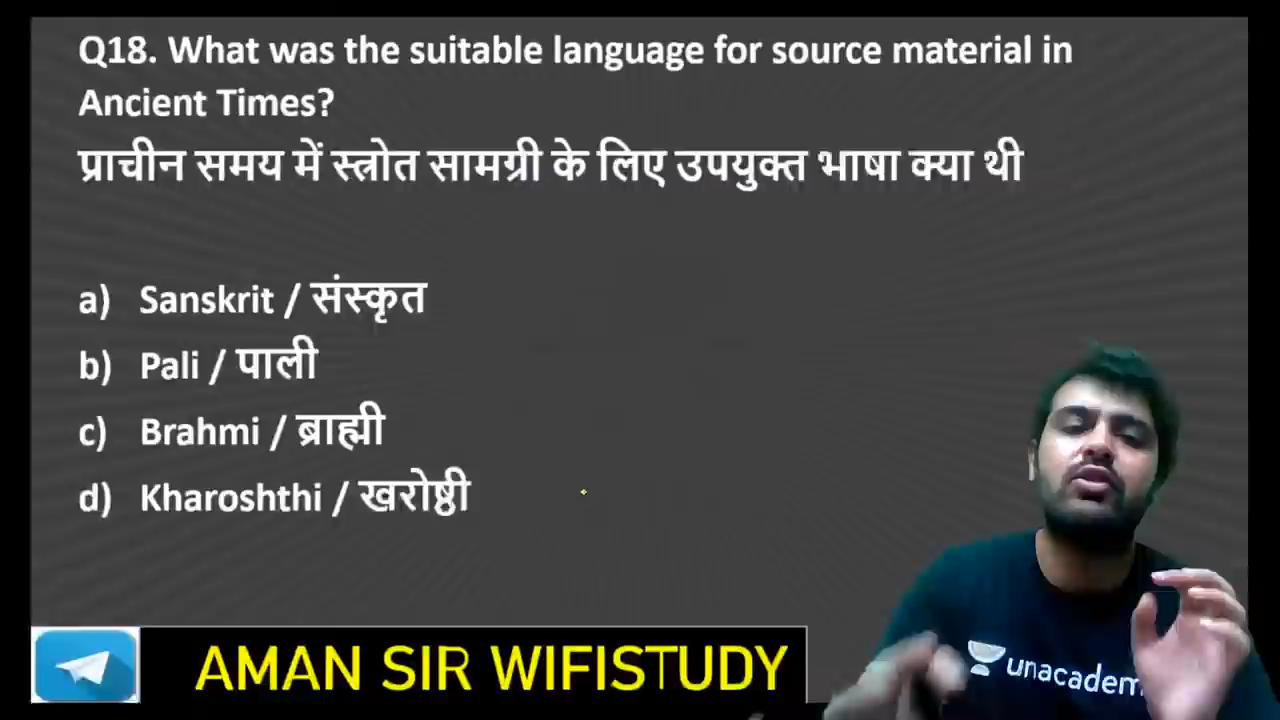 Q18. What was the suitable language for source material in
Ancient Times?
प्राचीन समय में स्त्रोत सामग्री के लिए उपयुक्त भाषा क्या थी
a) Sanskrit / संस्कृत
b) Pali / पाली
c) Brahmi / ब्राह्मी
d) Kharoshthi / खरोष्ठी
AMAN SIR WIFISTUDY
unacadem